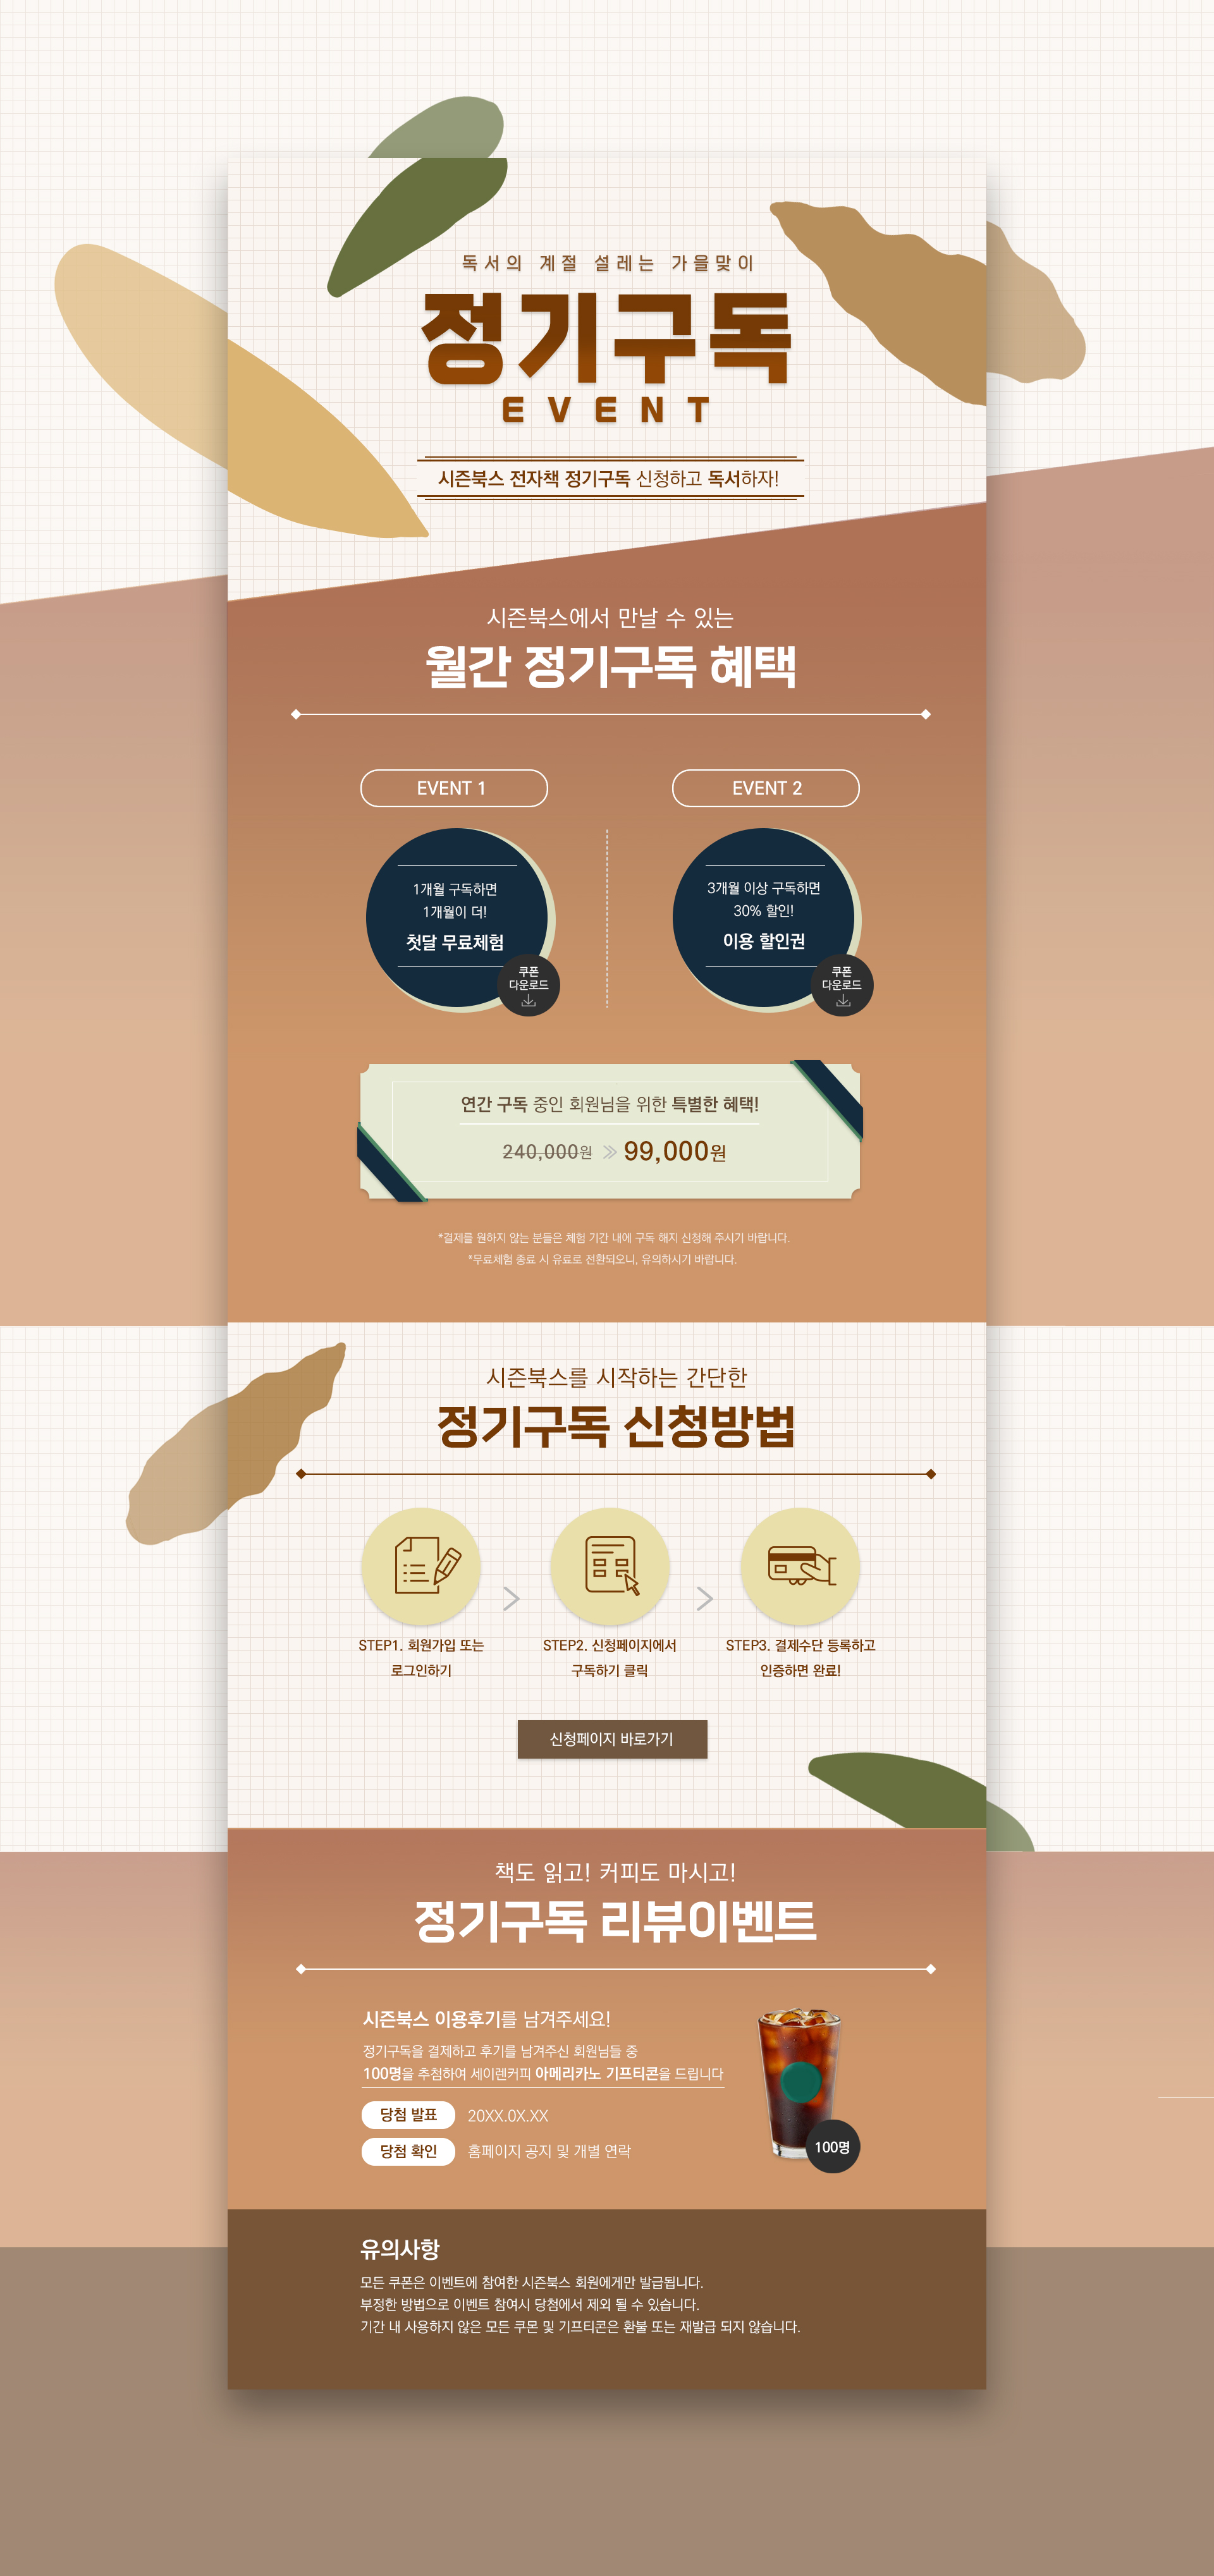 독서의 계절 설레는 가을맞이
정기구독
EVENT
시즌북스 전자책 정기구독 신청하고 독서하자!
시즌북스에서 만날 수 있는
월간 정기구독 혜택
EVENT 1
1개월 구독하면
1개월이 더!
첫달 무료체험
쿠폰
다운로드
EVENT 2
3개월 이상 구독하면
30% 할인!
이용 할인권
쿠폰
다운로드
연간 구독 중인 회원님을 위한 특별한 혜택!
240,000원 99,000원
*결제를 원하지 않는 분들은 체험 기간 내에 구독 해지 신청해 주시기 바랍니다.
*무료체험 종료 시 유료로 전환되오니, 유의하시기 바랍니다.
시즌북스를 시작하는 간단한
정기구독 신청방법
STEP1. 회원가입 또는
로그인하기
STEP2. 신청페이지에서
구독하기 클릭
STEP3. 결제수단 등록하고
인증하면 완료!
신청페이지 바로가기
책도 읽고! 커피도 마시고!
정기구독 리뷰이벤트
시즌북스 이용후기를 남겨주세요!
정기구독을 결제하고 후기를 남겨주신 회원님들 중
100명을 추첨하여 세이렌커피 아메리카노 기프티콘을 드립니다
당첨 발표 20XX.0X.XX
당첨 확인 홈페이지 공지 및 개별 연락
100명
유의사항
모든 쿠폰은 이벤트에 참여한 시즌북스 회원에게만 발급됩니다.
부정한 방법으로 이벤트 참여시 당첨에서 제외 될 수 있습니다.
기간 내 사용하지 않은 모든 쿠몬 및 기프티콘은 환불 또는 재발급 되지 않습니다.